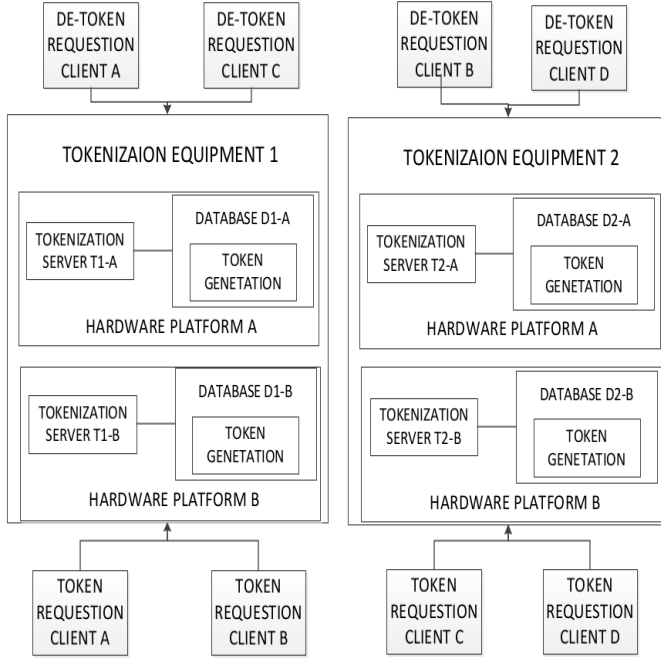 DE-TOKEN
REQUESTION
CLIENT A
DE-TOKEN
REQUESTION
CLIENT C
DE-TOKEN
REQUESTION
CLIENT B
DE-TOKEN
REQUESTION
CLIENT D
TOKENIZAION EQUIPMENT 1
TOKENIZATION
SERVER T1-A
DATABASE D1-A
TOKEN
GENETATION
HARDWARE PLATFORM A
TOKENIZATION
SERVER T1-B
DATABASE D1-B
TOKEN
GENETATION
HARDWARE PLATFORM B
TOKENIZAION EQUIPMENT 2
TOKENIZATION
SERVER T2-A
DATABASE D2-A
TOKEN
GENETATION
HARDWARE PLATFORM A
TOKENIZATION
SERVER T2-B
DATABASE D2-B
TOKEN
GENETATION
HARDWARE PLATFORM B
TOKEN
REQUESTION
CLIENT A
TOKEN
REQUESTION
CLIENT B
TOKEN
REQUESTION
CLIENT C
TOKEN
REQUESTION
CLIENT D